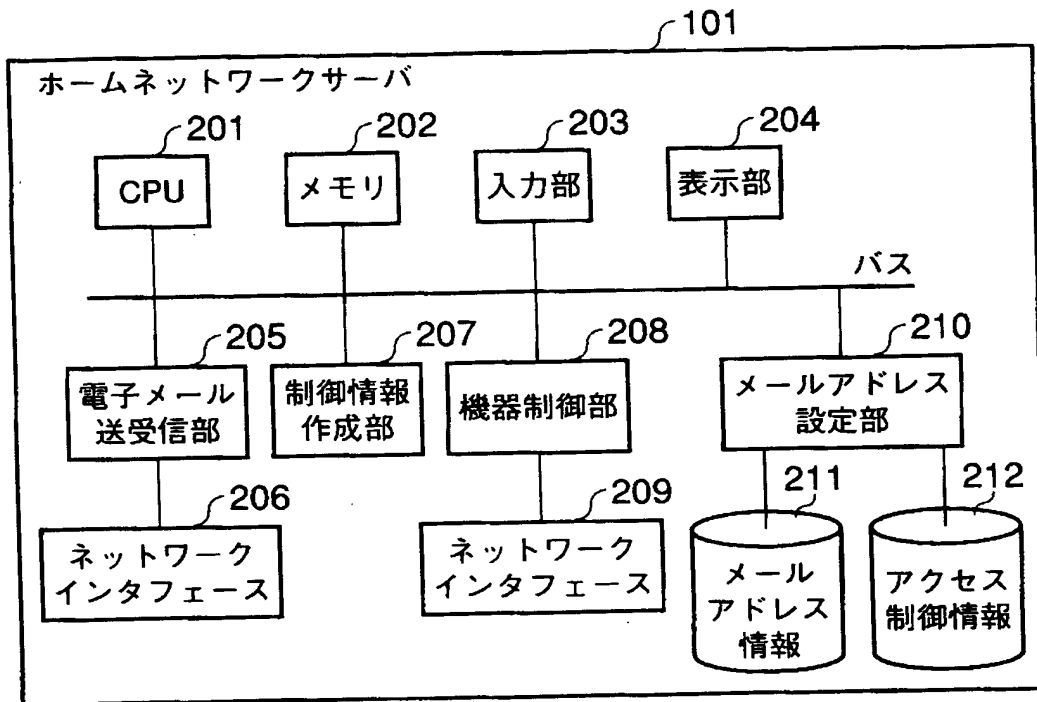 101
ホームネットワークサーバ
201
202
203
204
CPU
メモリ
入力部
表示部
バス
205
207
208
210
電子メール
送受信部
制御情報
作成部
機器制御部
メールアドレス
設定部
206
209
211
212
ネットワーク
インタフェース
ネットワーク
インタフェース
メール
アドレス
情報
アクセス
制御情報